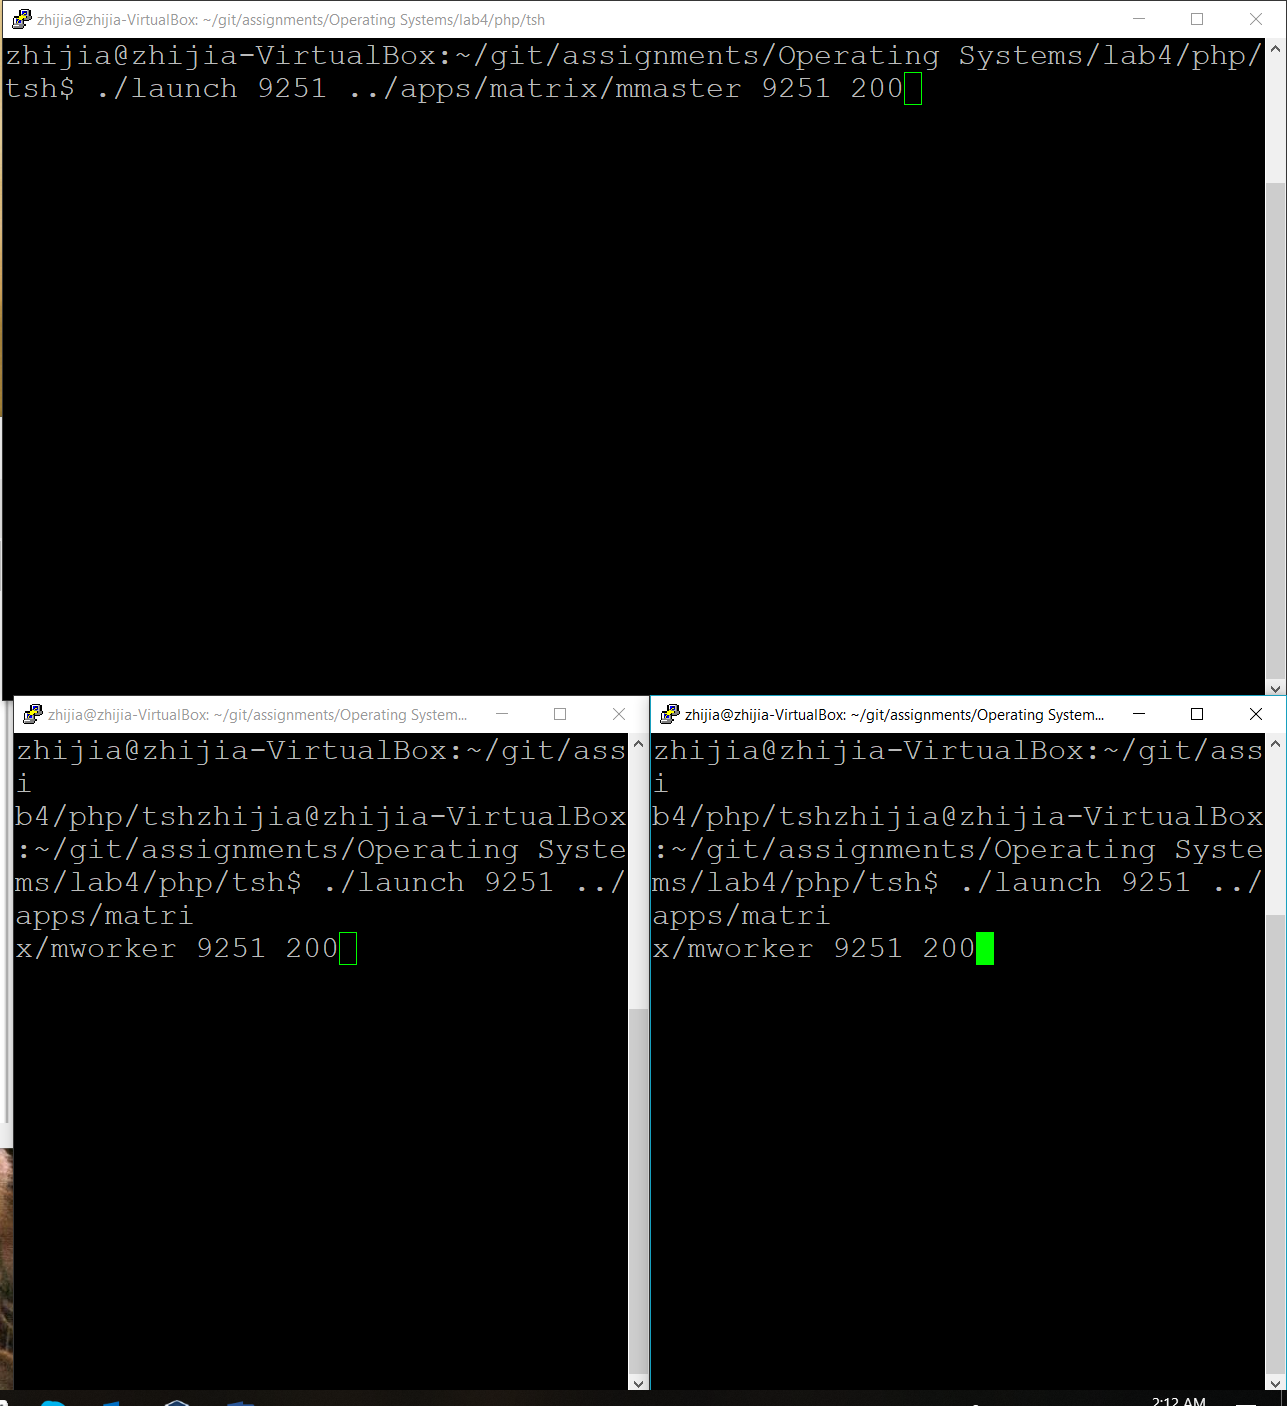 zhijia@zhijia-VirtualBox: ~/git/assignments/Operating Systems/lab4/php/tsh
zhijia@zhijia-VirtualBox:~/git/assignments/Operating Systems/lab4/php/
tsh$ ./launch 9251 ../apps/matrix/mmaster 9251 200
zhijia@zhijia-VirtualBox: ~/git/assignments/Operating System...
zhijia@zhijia-VirtualBox:~/git/ass
i
b4/php/tshzhijia@zhijia-VirtualBox
:~/git/assignments/Operating Syste
ms/lab4/php/tsh$ ./launch 9251 ../
apps/matri
x/mworker 9251 200
zhijia@zhijia-VirtualBox: ~/git/assignments/Operating System...
zhijia@zhijia-VirtualBox:~/git/ass
i
b4/php/tshzhijia@zhijia-VirtualBox
:~/git/assignments/Operating Syste
ms/lab4/php/tsh$ ./launch 9251 ../
apps/matri
x/mworker 9251 200
2:12 AM